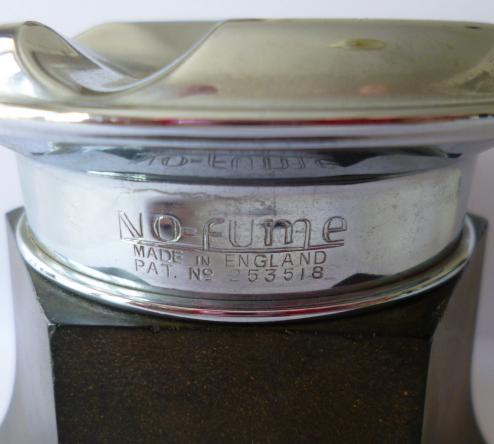 NO-fume
MADE IN ENGLAND
PAT. Nº 253518